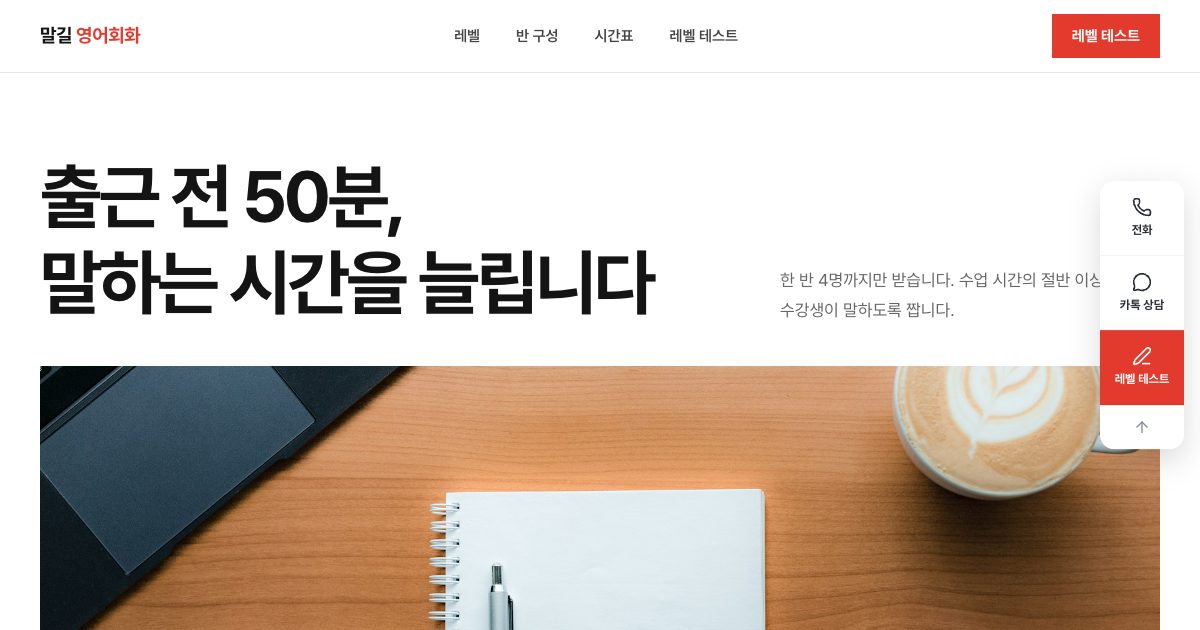 말길 영어회화
레벨
반 구성
시간표
레벨 테스트
레벨 테스트
출근 전 50분,
말하는 시간을 늘립니다
한 반 4명까지만 받습니다. 수업 시간의 절반 이상
수강생이 말하도록 짭니다.
전화
카톡 상담
레벨 테스트